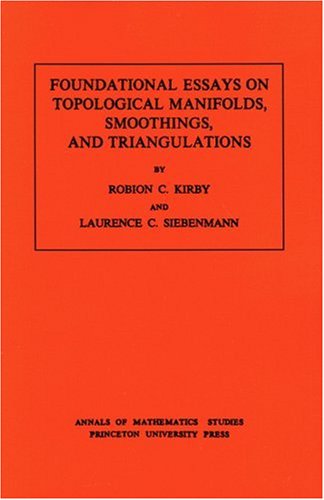 FOUNDATIONAL ESSAYS ON
TOPOLOGICAL MANIFOLDS,
SMOOTHINGS,
AND TRIANGULATIONS
BY
ROBION C. KIRBY
AND
LAURENCE C. SIEBENMANN
ANNALS OF MATHEMATICS STUDIES
PRINCETON UNIVERSITY PRESS